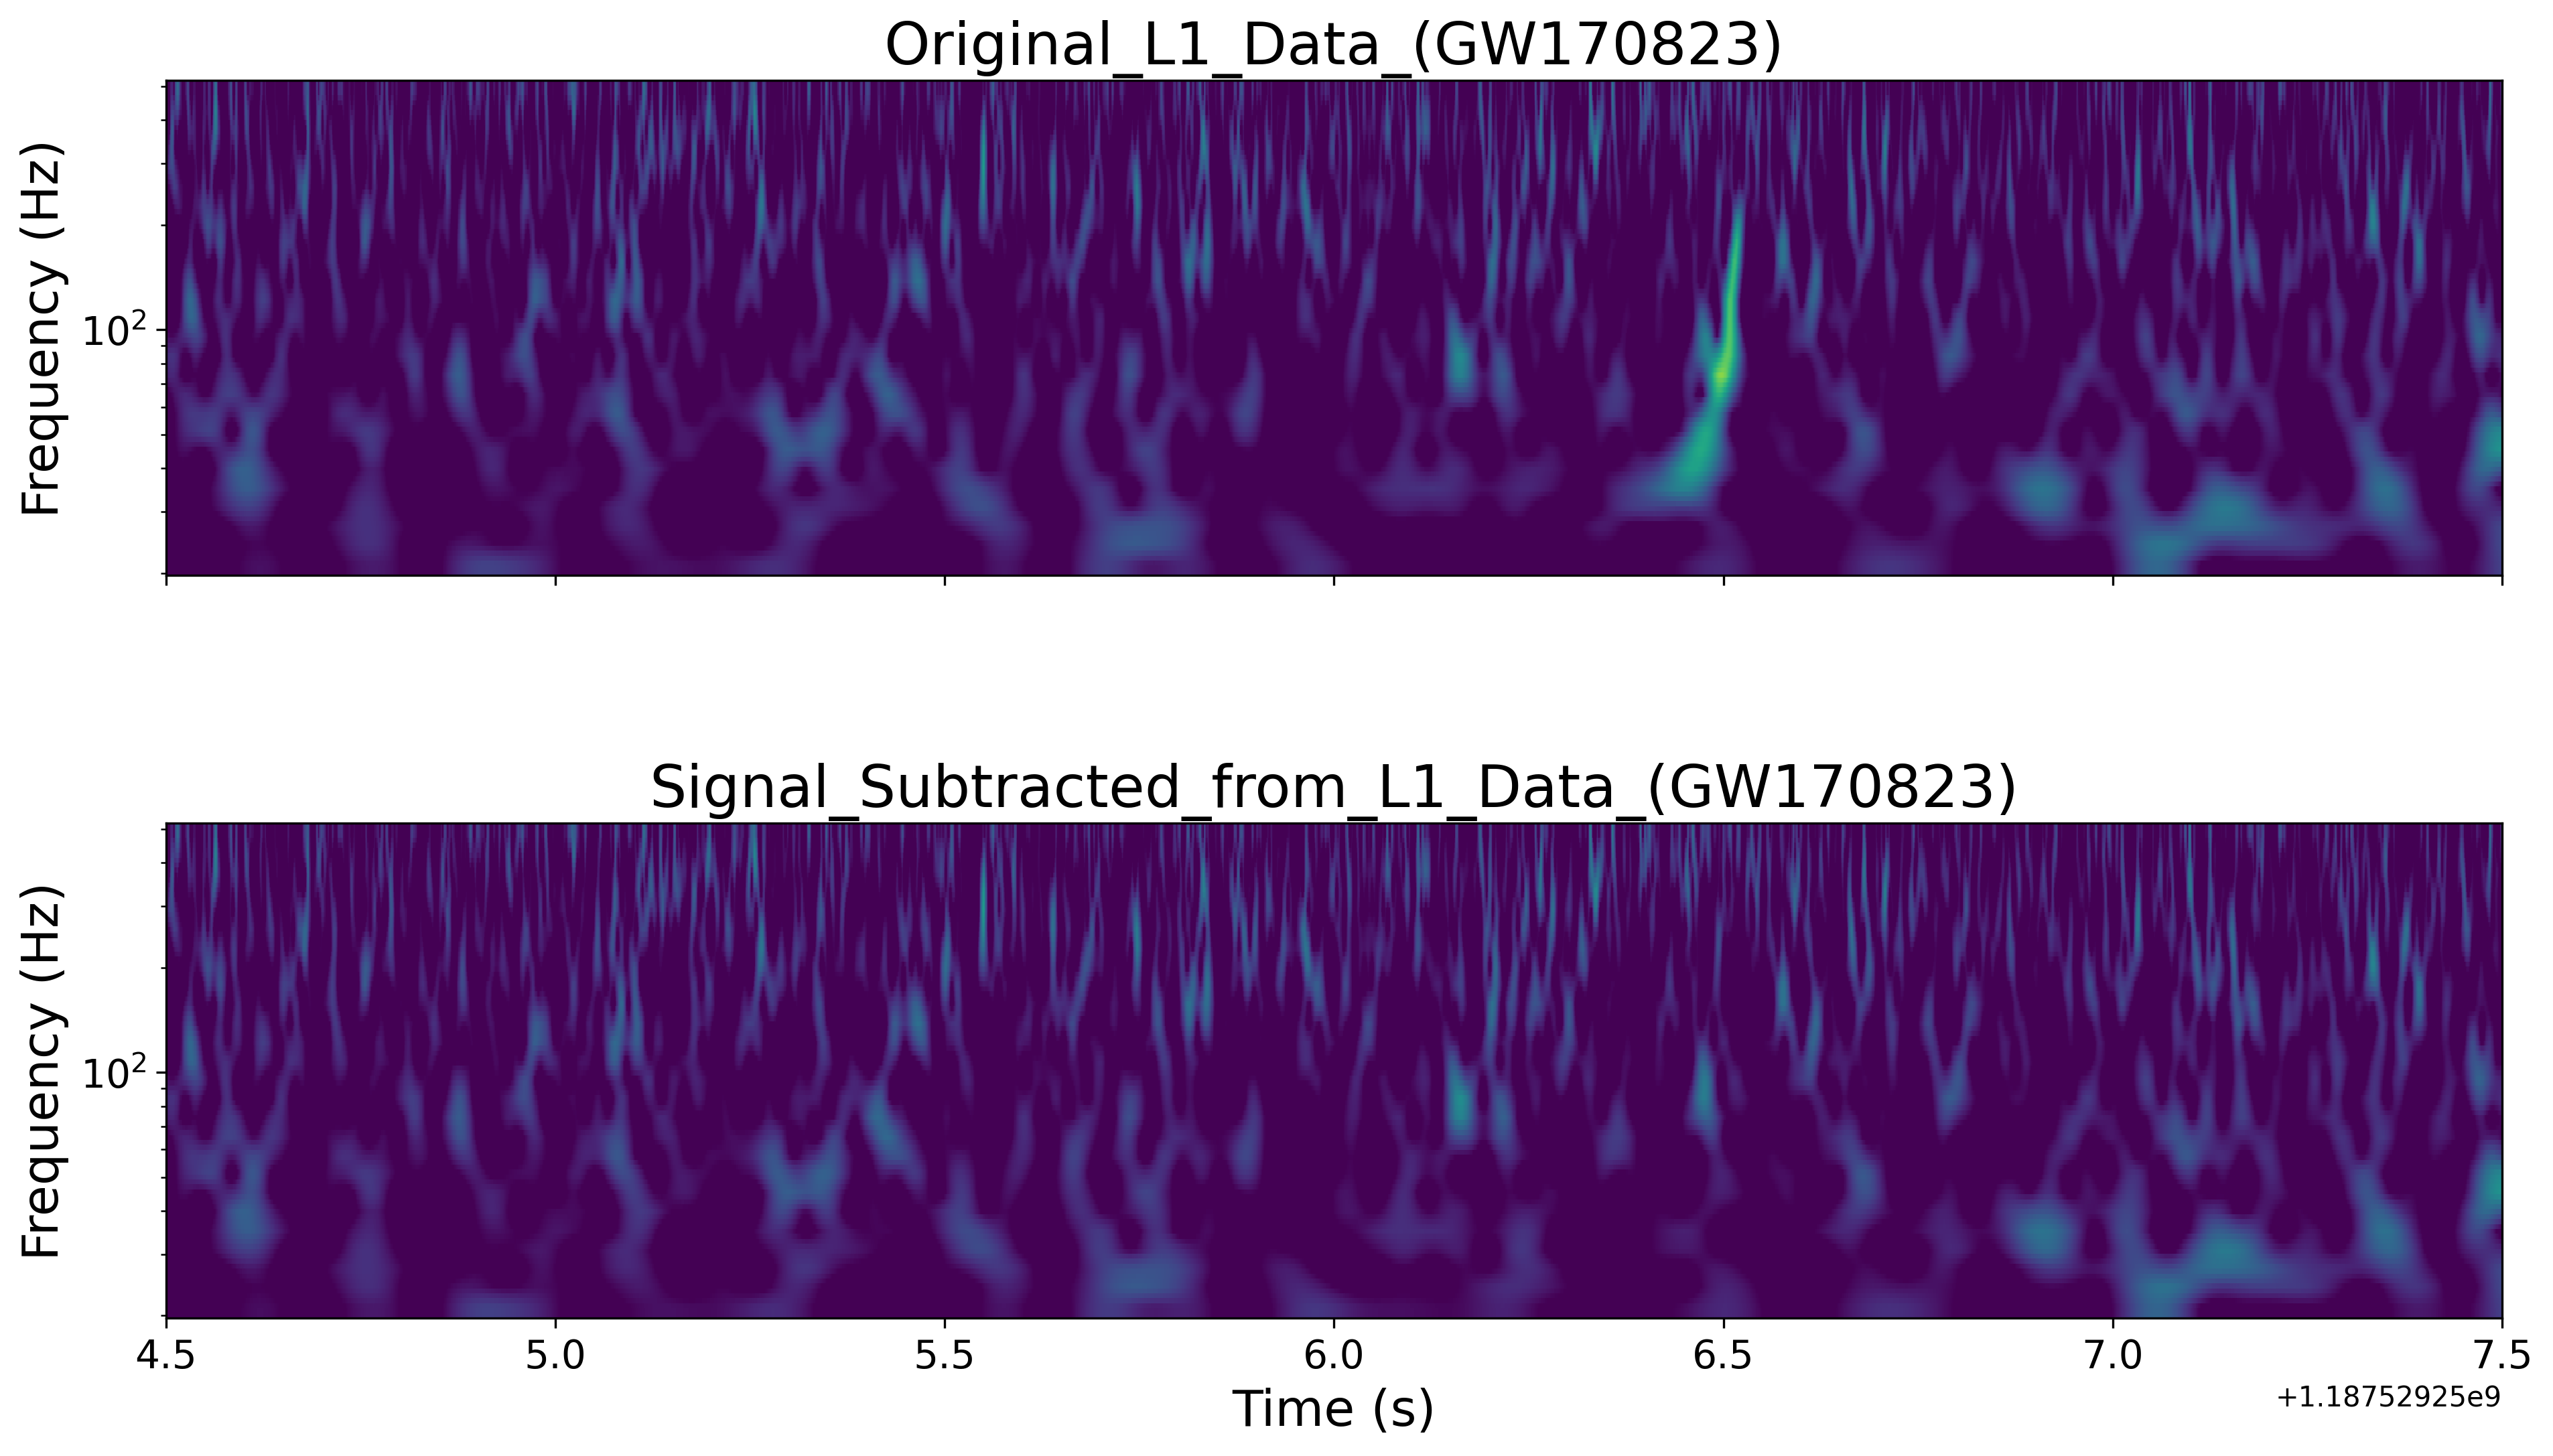 Original_L1_Data_(GW170823)
Frequency (Hz)
10²
Signal_Subtracted_from_L1_Data_(GW170823)
Frequency (Hz)
10²
4.5 5.0 5.5 6.0 6.5 7.0 7.5
Time (s)
+1.18752925e9